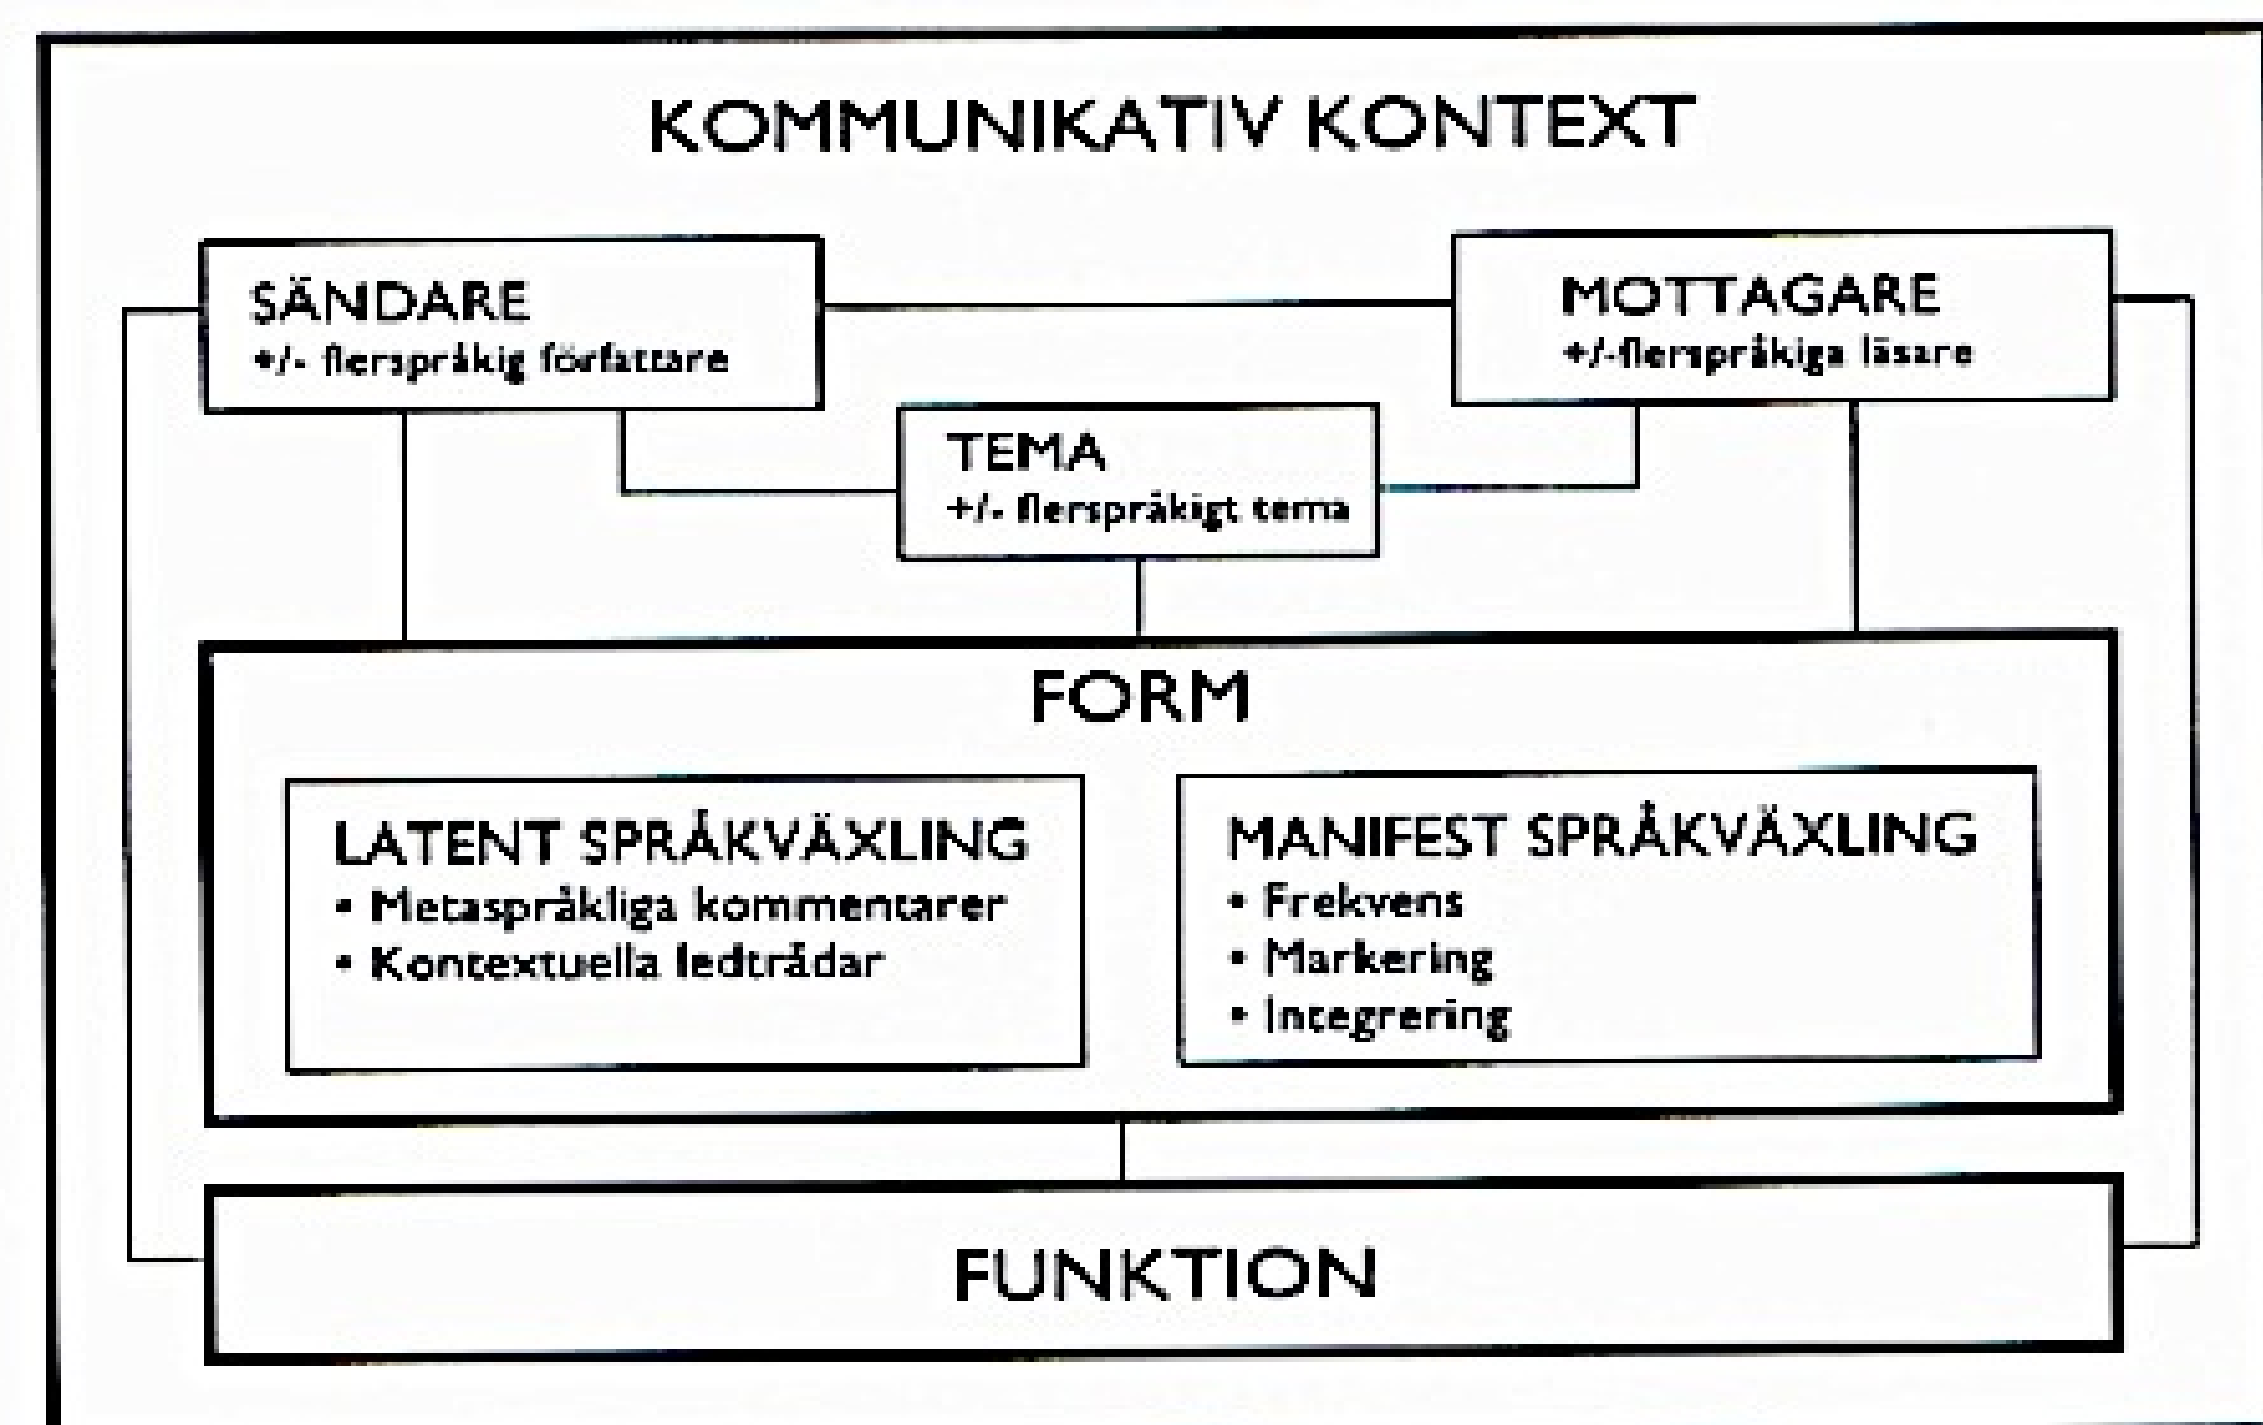 KOMMUNIKATIV KONTEXT
SÄNDARE
+/- flerspråkig författare
MOTTAGARE
+/-flerspråkiga läsare
TEMA
+/- flerspråkigt tema
FORM
LATENT SPRÅKVÄXLING
• Metaspråkliga kommentarer
• Kontextuella ledtrådar
MANIFEST SPRÅKVÄXLING
• Frekvens
• Markering
• Integrering
FUNKTION